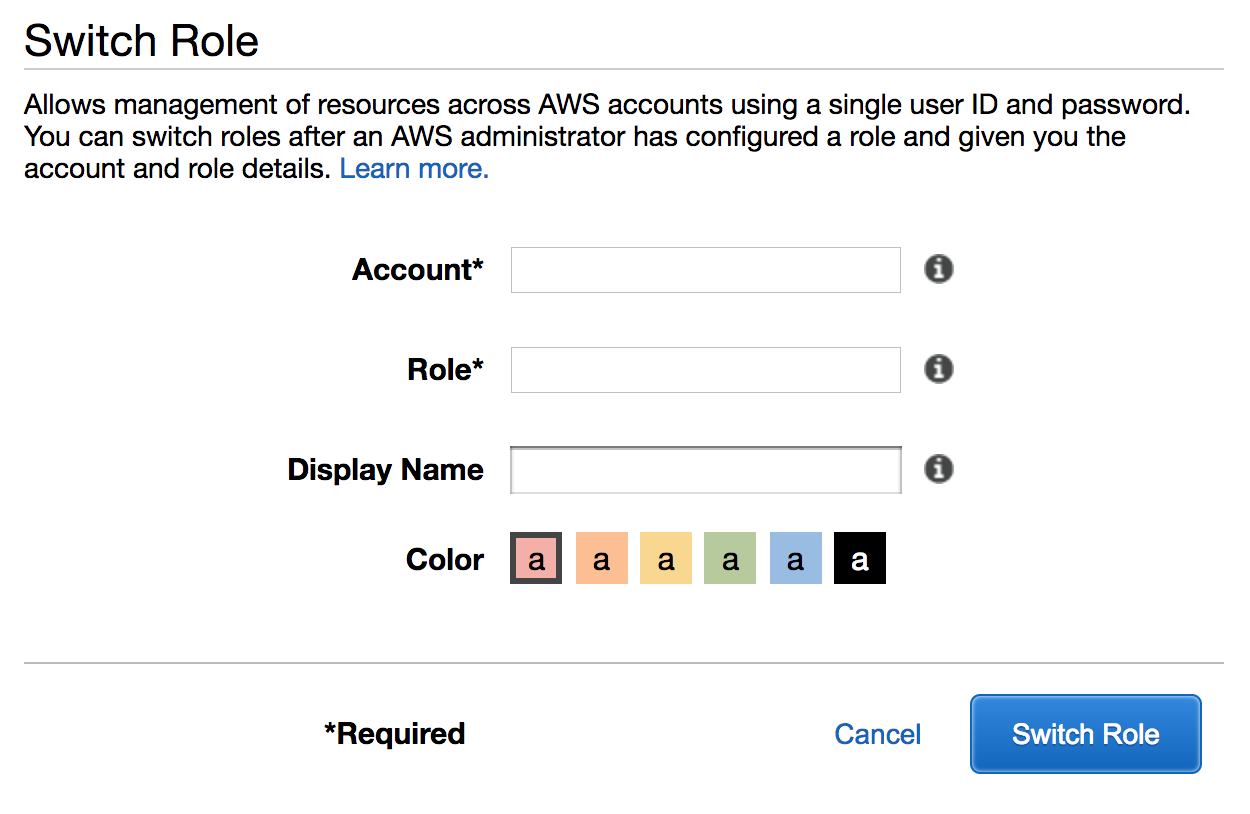 Switch Role
Allows management of resources across AWS accounts using a single user ID and password.
You can switch roles after an AWS administrator has configured a role and given you the
account and role details. Learn more.
Account*
Role*
Display Name
Color a a a a a a
*Required Cancel Switch Role